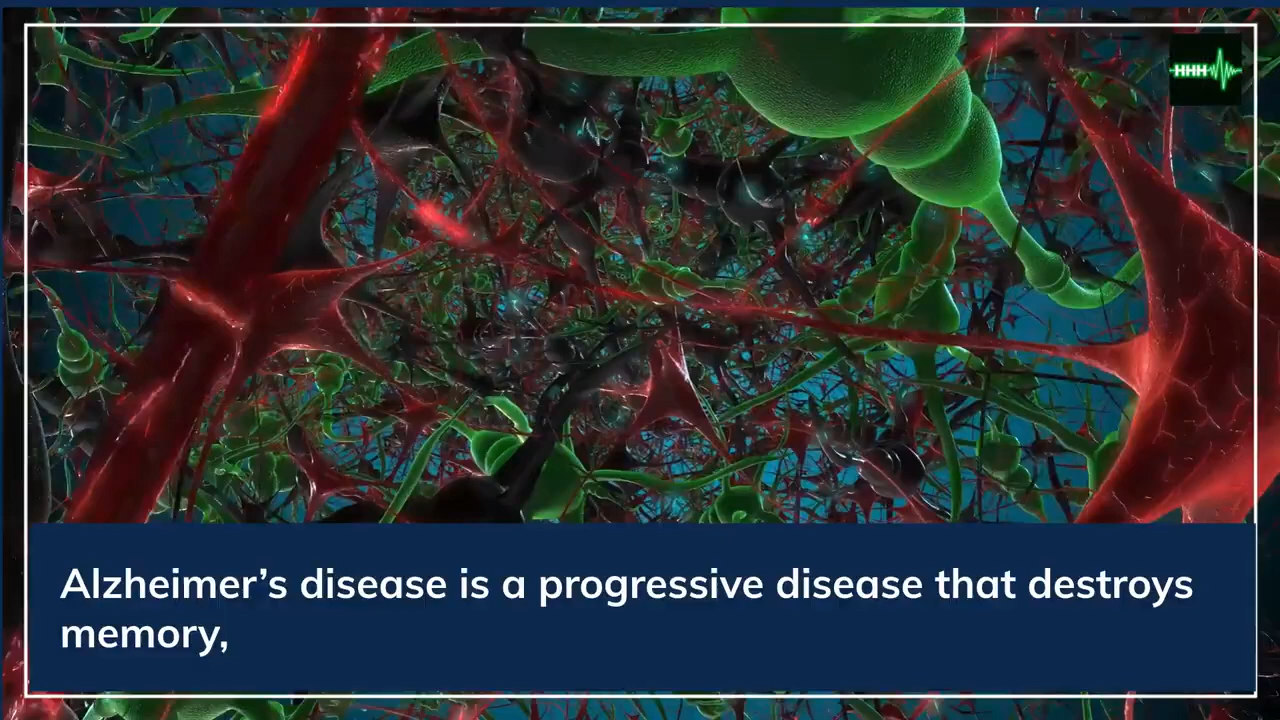 HHH
Alzheimer’s disease is a progressive disease that destroys
memory,